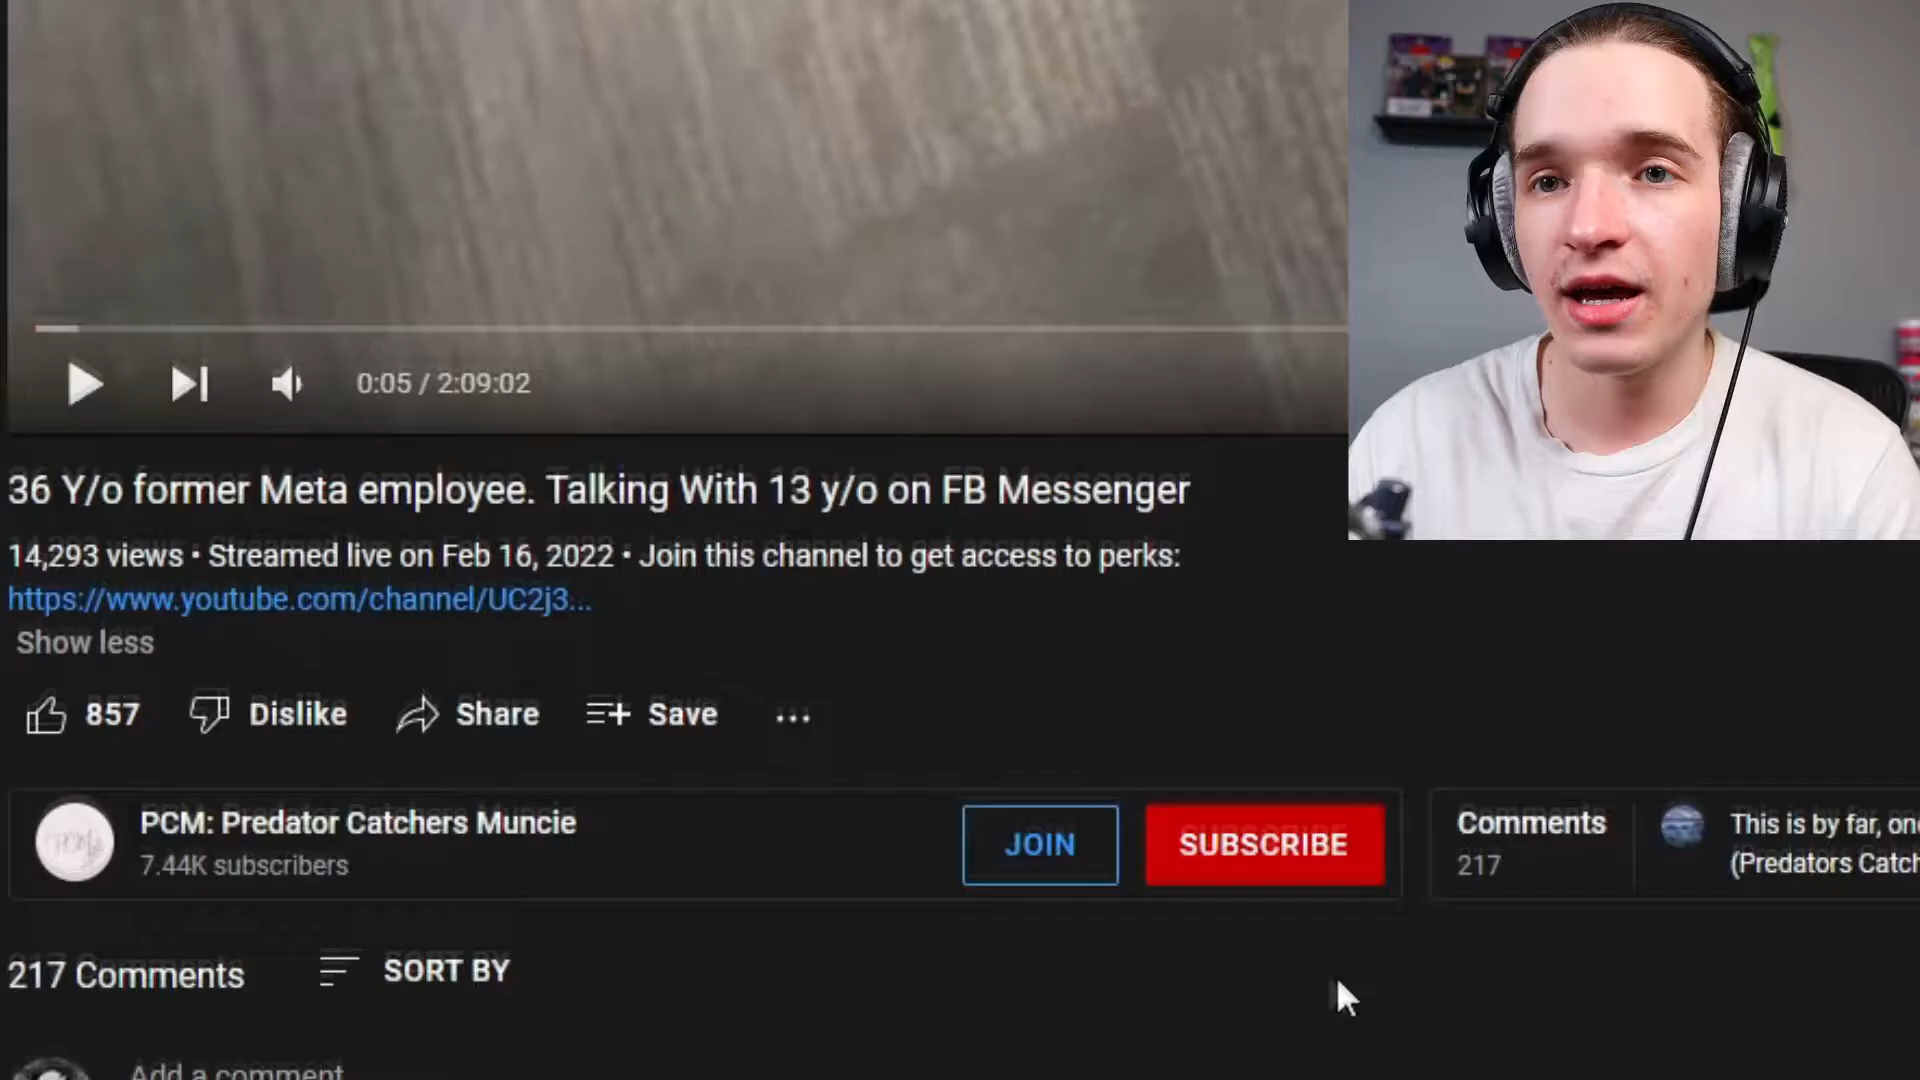 0:05 / 2:09:02
36 Y/o former Meta employee. Talking With 13 y/o on FB Messenger
14,293 views • Streamed live on Feb 16, 2022 • Join this channel to get access to perks:
https://www.youtube.com/channel/UC2j3...
Show less
857 Dislike Share Save ...
PCM: Predator Catchers Muncie
7.44K subscribers
JOIN
SUBSCRIBE
Comments
217
This is by far, one
(Predators Catch
217 Comments
SORT BY
Add a comment